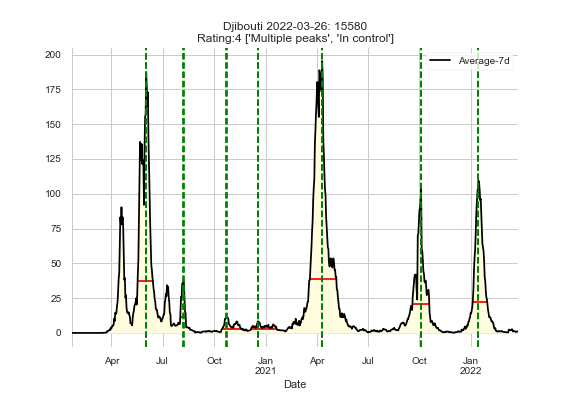 Djibouti 2022-03-26: 15580
Rating:4 ['Multiple peaks', 'In control']
Average-7d
200
175
150
125
100
75
50
25
0
Apr Jul Oct Jan Apr Jul Oct Jan
2021 2022
Date